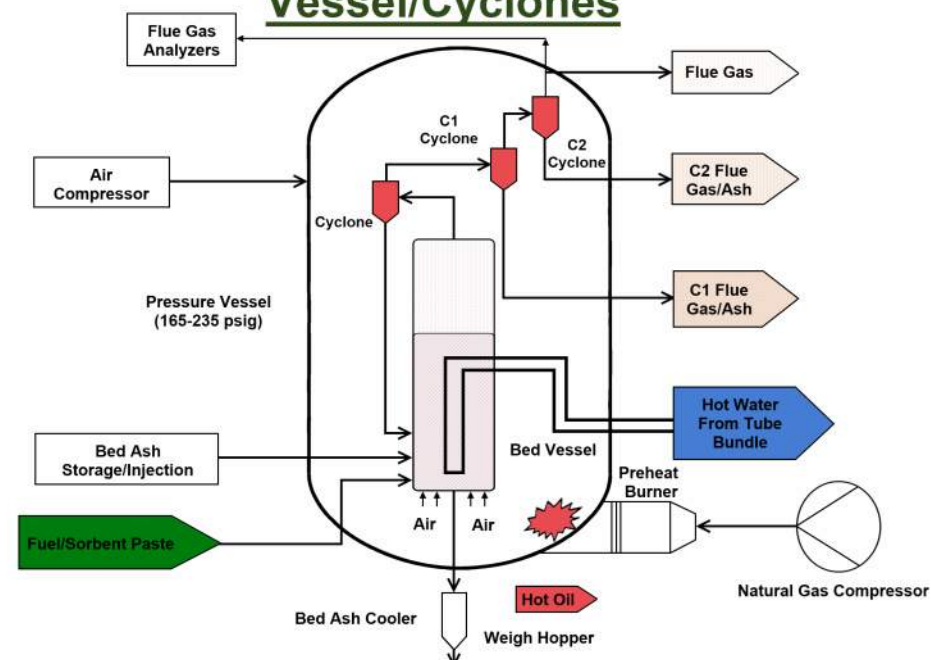 Vessel/Cyclones
Flue Gas
Analyzers
Flue Gas
C1
Cyclone
C2
Cyclone
Air
Compressor
C2 Flue
Gas/Ash
Cyclone
Pressure Vessel
(165-235 psig)
C1 Flue
Gas/Ash
Hot Water
From Tube
Bundle
Bed Ash
Storage/Injection
Bed Vessel
Preheat
Burner
Air
Air
Fuel/Sorbent Paste
Natural Gas Compressor
Hot Oil
Bed Ash Cooler
Weigh Hopper